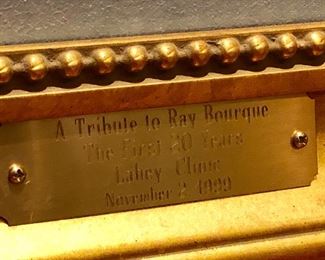 A Tribute to Ray Bourque
The First 20 Years
Lahey Clinic
November 2, 1999